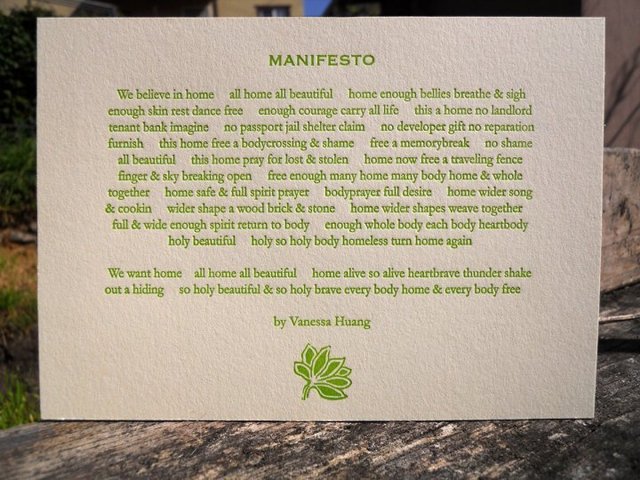 MANIFESTO
We believe in home all home all beautiful home enough bellies breathe & sigh
enough skin rest dance free enough courage carry all life this a home no landlord
tenant bank imagine no passport jail shelter claim no developer gift no reparation
furnish this home free a bodycrossing & shame free a memorybreak no shame
all beautiful this home pray for lost & stolen home now free a traveling fence
finger & sky breaking open free enough many home many body home & whole
together home safe & full spirit prayer bodyprayer full desire home wider song
& cookin wider shape a wood brick & stone home wider shapes weave together
full & wide enough spirit return to body enough whole body each body heartbody
holy beautiful holy so holy body homeless turn home again
We want home all home all beautiful home alive so alive heartbrave thunder shake
out a hiding so holy beautiful & so holy brave every body home & every body free
by Vanessa Huang